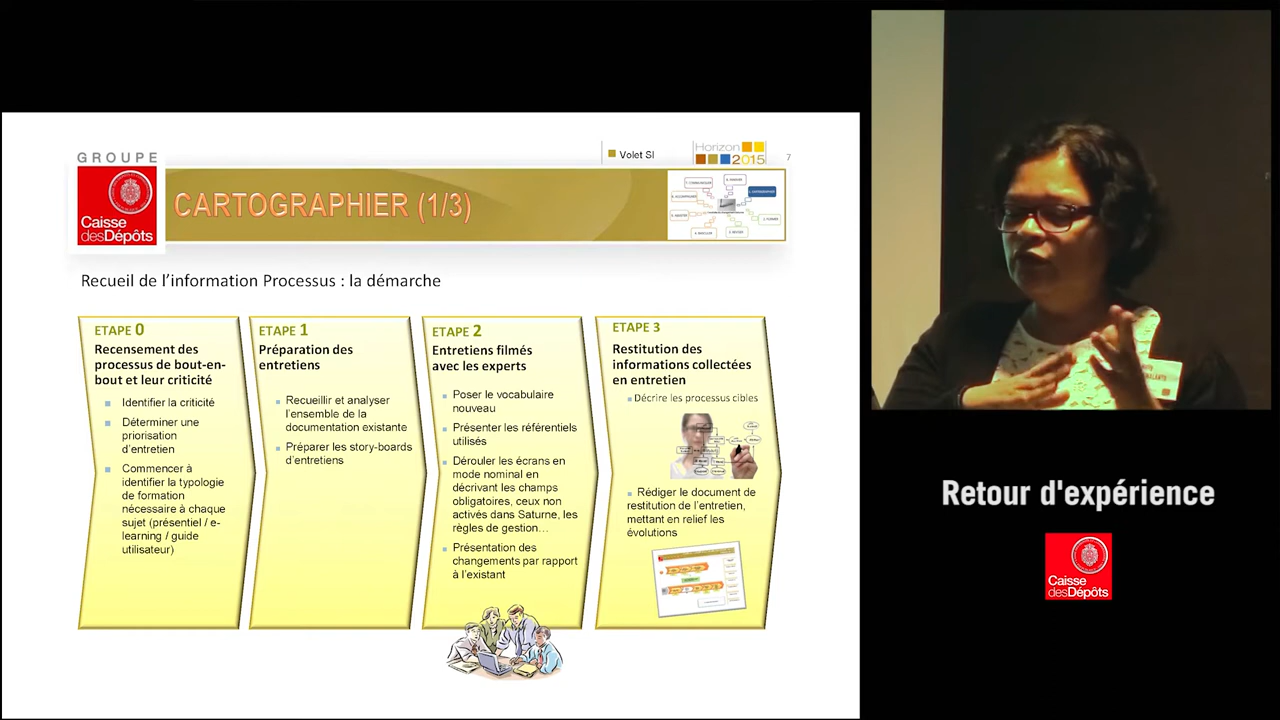 GROUPE
Caisse
desDépôts
Volet SI
Horizon
2015
7
CARTOGRAPHIER (1/3)
Recueil de l'information Processus : la démarche
ETAPE 0
Recensement des
processus de bout-en-
bout et leur criticité
Identifier la criticité
Déterminer une
priorisation
d'entretien
Commencer à
identifier la typologie
de formation
nécessaire à chaque
sujet (présentiel / e-
learning / guide
utilisateur)
ETAPE 1
Préparation des
entretiens
Recueillir et analyser
l'ensemble de la
documentation existante
Préparer les story-boards
d'entretiens
ETAPE 2
Entretiens filmés
avec les experts
Poser le vocabulaire
nouveau
Présenter les référentiels
utilisés
Dérouler les écrans en
mode nominal en
décrivant les champs
obligatoires, ceux non
activés dans Saturne, les
règles de gestion…
Présentation des
changements par rapport
à l'existant
ETAPE 3
Restitution des
informations collectées
en entretien
Décrire les processus cibles
Rédiger le document de
restitution de l'entretien,
mettant en relief les
évolutions
Retour d'expérience
Caisse
desDépôts